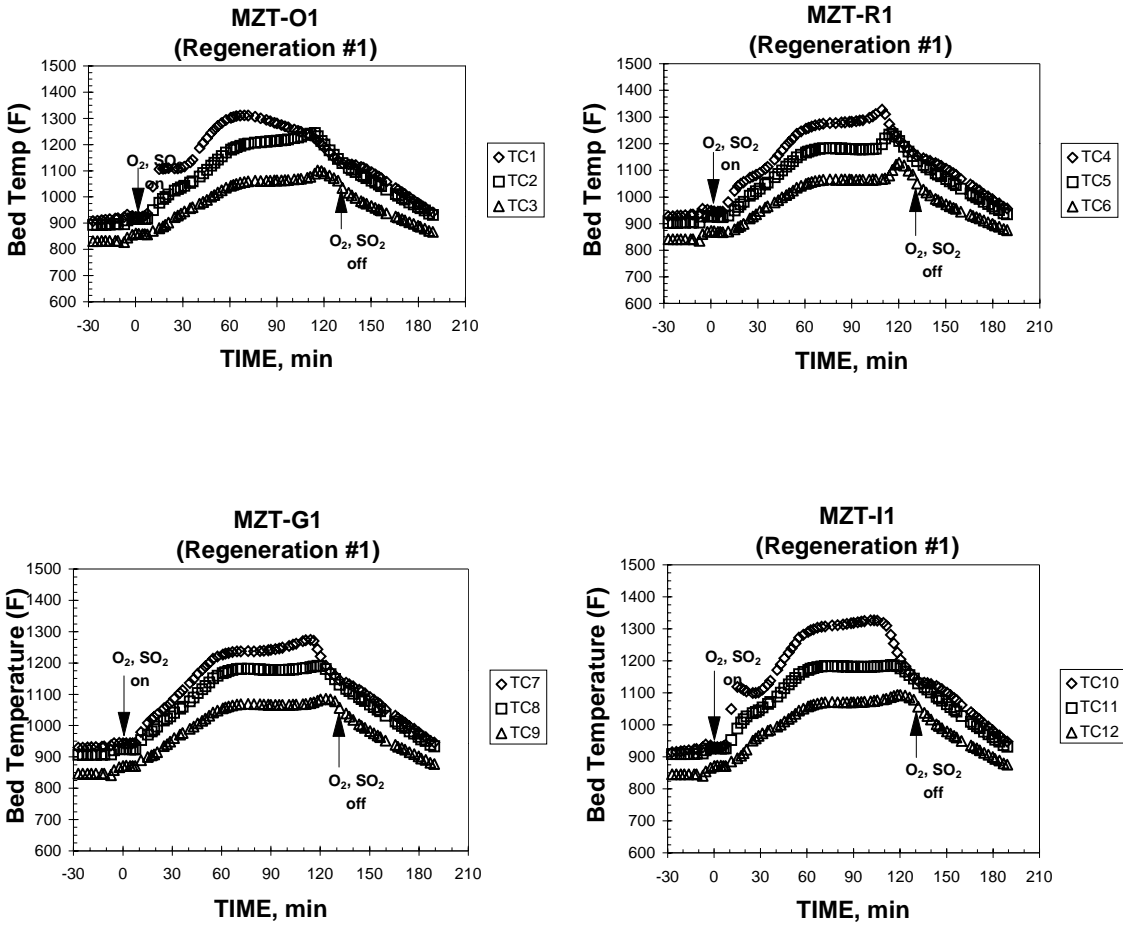 MZT-O1
(Regeneration #1)
Bed Temp (F)
1500
1400
1300
1200
1100
1000
900
800
700
600
O2, SO
on
O2, SO2
off
-30 0 30 60 90 120 150 180 210
TIME, min
TC1
TC2
TC3
MZT-R1
(Regeneration #1)
Bed Temp (F)
1500
1400
1300
1200
1100
1000
900
800
700
600
O2, SO2
on
O2, SO2
off
-30 0 30 60 90 120 150 180 210
TIME, min
TC4
TC5
TC6
MZT-G1
(Regeneration #1)
Bed Temperature (F)
1500
1400
1300
1200
1100
1000
900
800
700
600
O2, SO2
on
O2, SO2
off
-30 0 30 60 90 120 150 180 210
TIME, min
TC7
TC8
TC9
MZT-I1
(Regeneration #1)
Bed Temperature (F)
1500
1400
1300
1200
1100
1000
900
800
700
600
O2, SO2
on
O2, SO2
off
-30 0 30 60 90 120 150 180 210
TIME, min
TC10
TC11
TC12